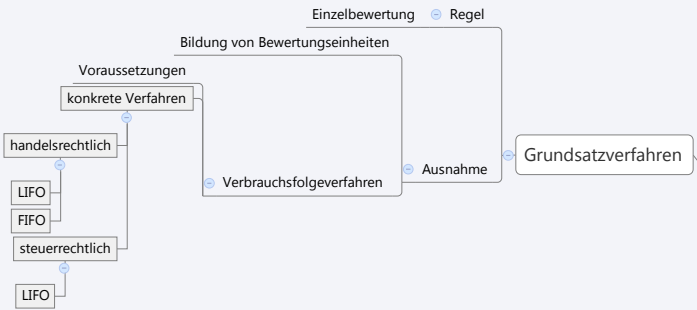 Einzelbewertung
Regel
Bildung von Bewertungseinheiten
Voraussetzungen
konkrete Verfahren
handelsrechtlich
Grundsatzverfahren
Ausnahme
Verbrauchsfolgeverfahren
LIFO
FIFO
steuerrechtlich
LIFO